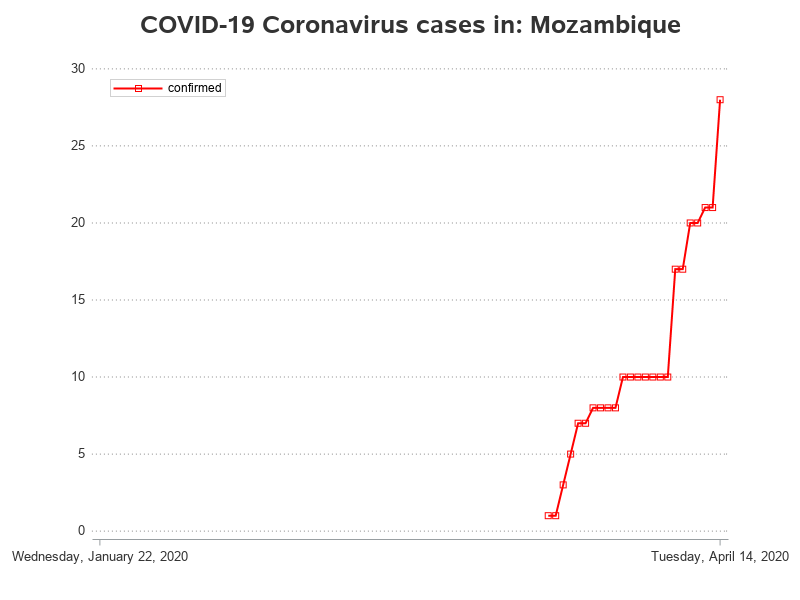 COVID-19 Coronavirus cases in: Mozambique
30
confirmed
25
20
15
10
5
0
Wednesday, January 22, 2020
Tuesday, April 14, 2020